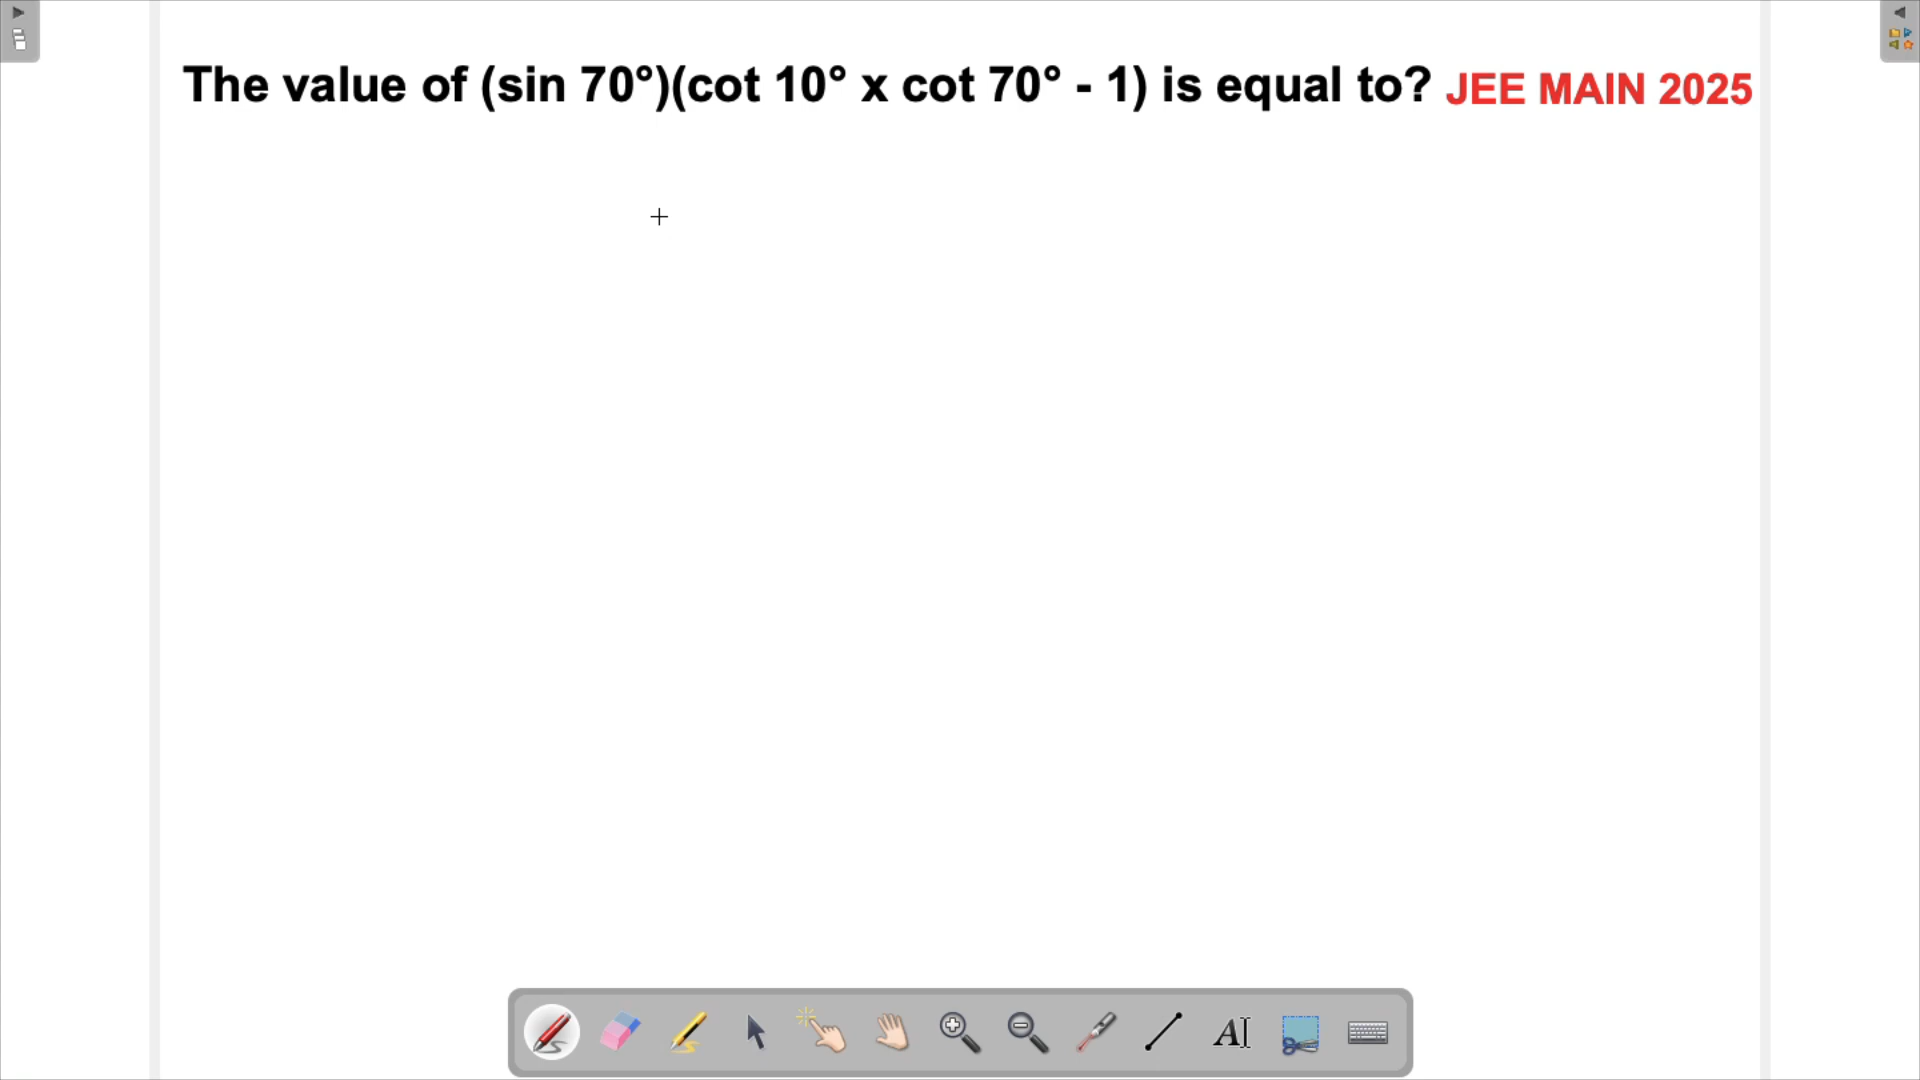 The value of (sin 70°)(cot 10° x cot 70° - 1) is equal to? JEE MAIN 2025